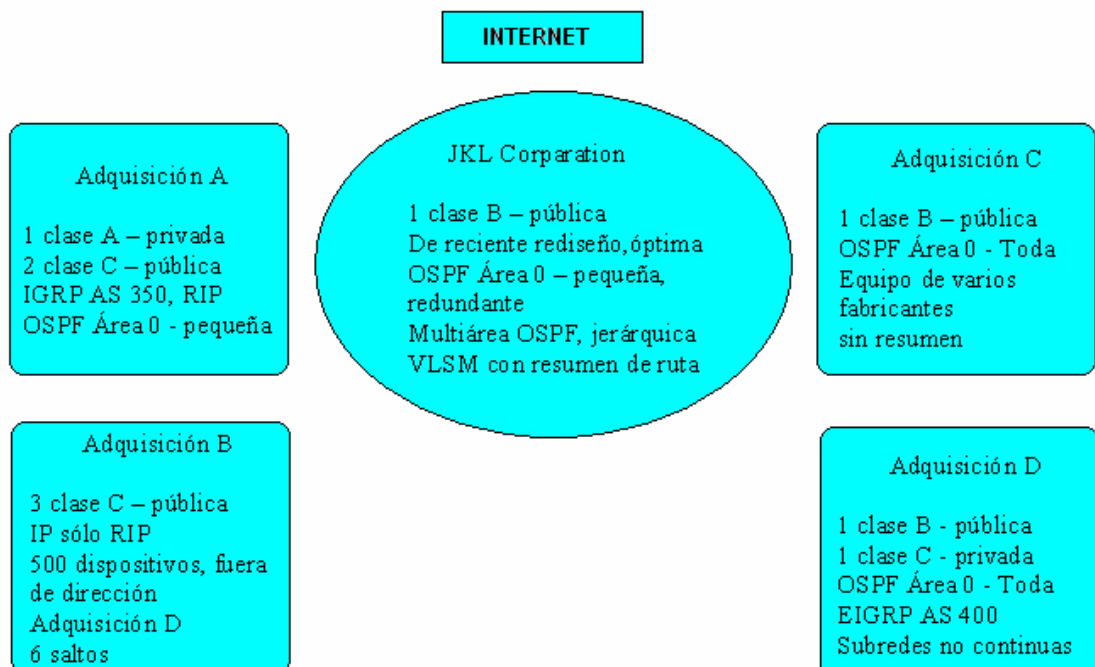 INTERNET
Adquisición A
1 clase A – privada
2 clase C – pública
IGRP AS 350, RIP
OSPF Área 0 - pequeña
JKL Corparation
1 clase B – pública
De reciente rediseño, óptima
OSPF Área 0 – pequeña,
redundante
Multiárea OSPF, jerárquica
VLSM con resumen de ruta
Adquisición C
1 clase B – pública
OSPF Área 0 - Toda
Equipo de varios
fabricantes
sin resumen
Adquisición B
3 clase C – pública
IP sólo RIP
500 dispositivos, fuera
de dirección
Adquisición D
6 saltos
Adquisición D
1 clase B - pública
1 clase C - privada
OSPF Área 0 - Toda
EIGRP AS 400
Subredes no continuas